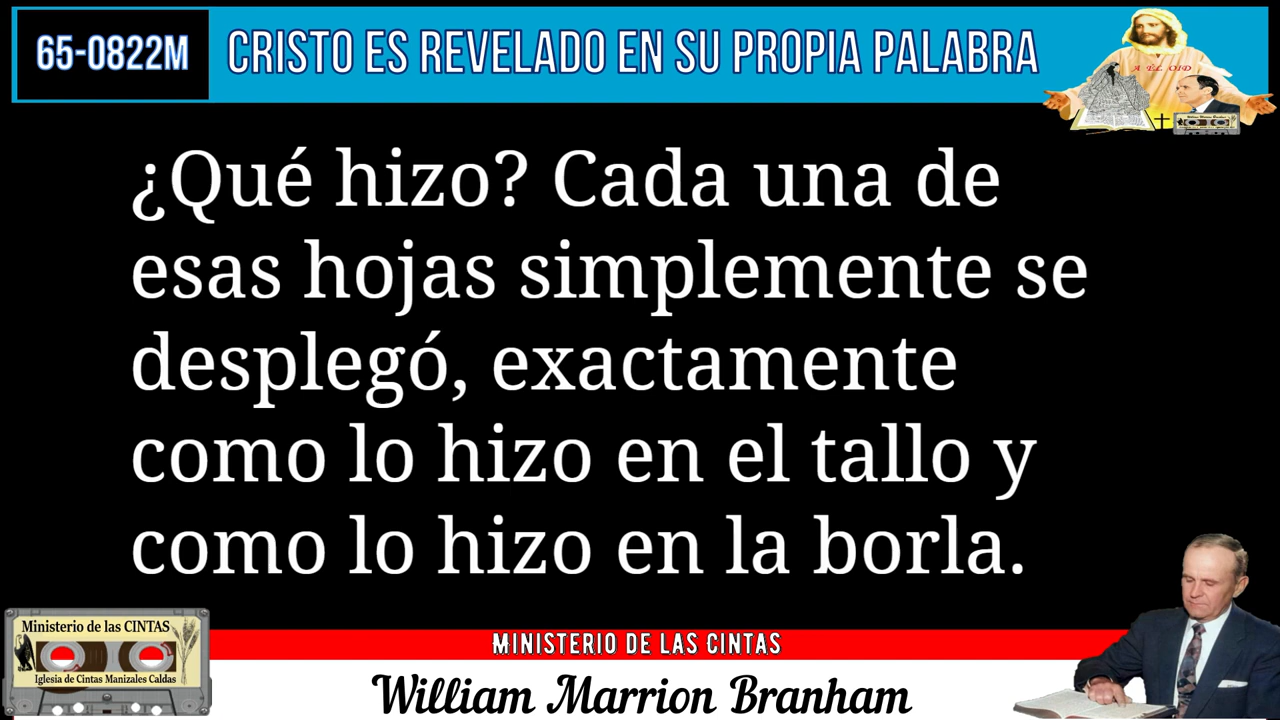 65-0822M
CRISTO ES REVELADO EN SU PROPIA PALABRA
A ÉL OID
¿Qué hizo? Cada una de
esas hojas simplemente se
desplegó, exactamente
como lo hizo en el tallo y
como lo hizo en la borla.
Ministerio de las CINTAS
Iglesia de Cintas Manizales Caldas
MINISTERIO DE LAS CINTAS
William Marrion Branham